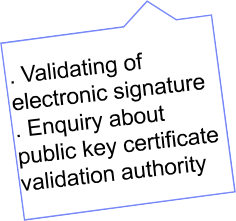 . Validating of
electronic signature
. Enquiry about
public key certificate
validation authority